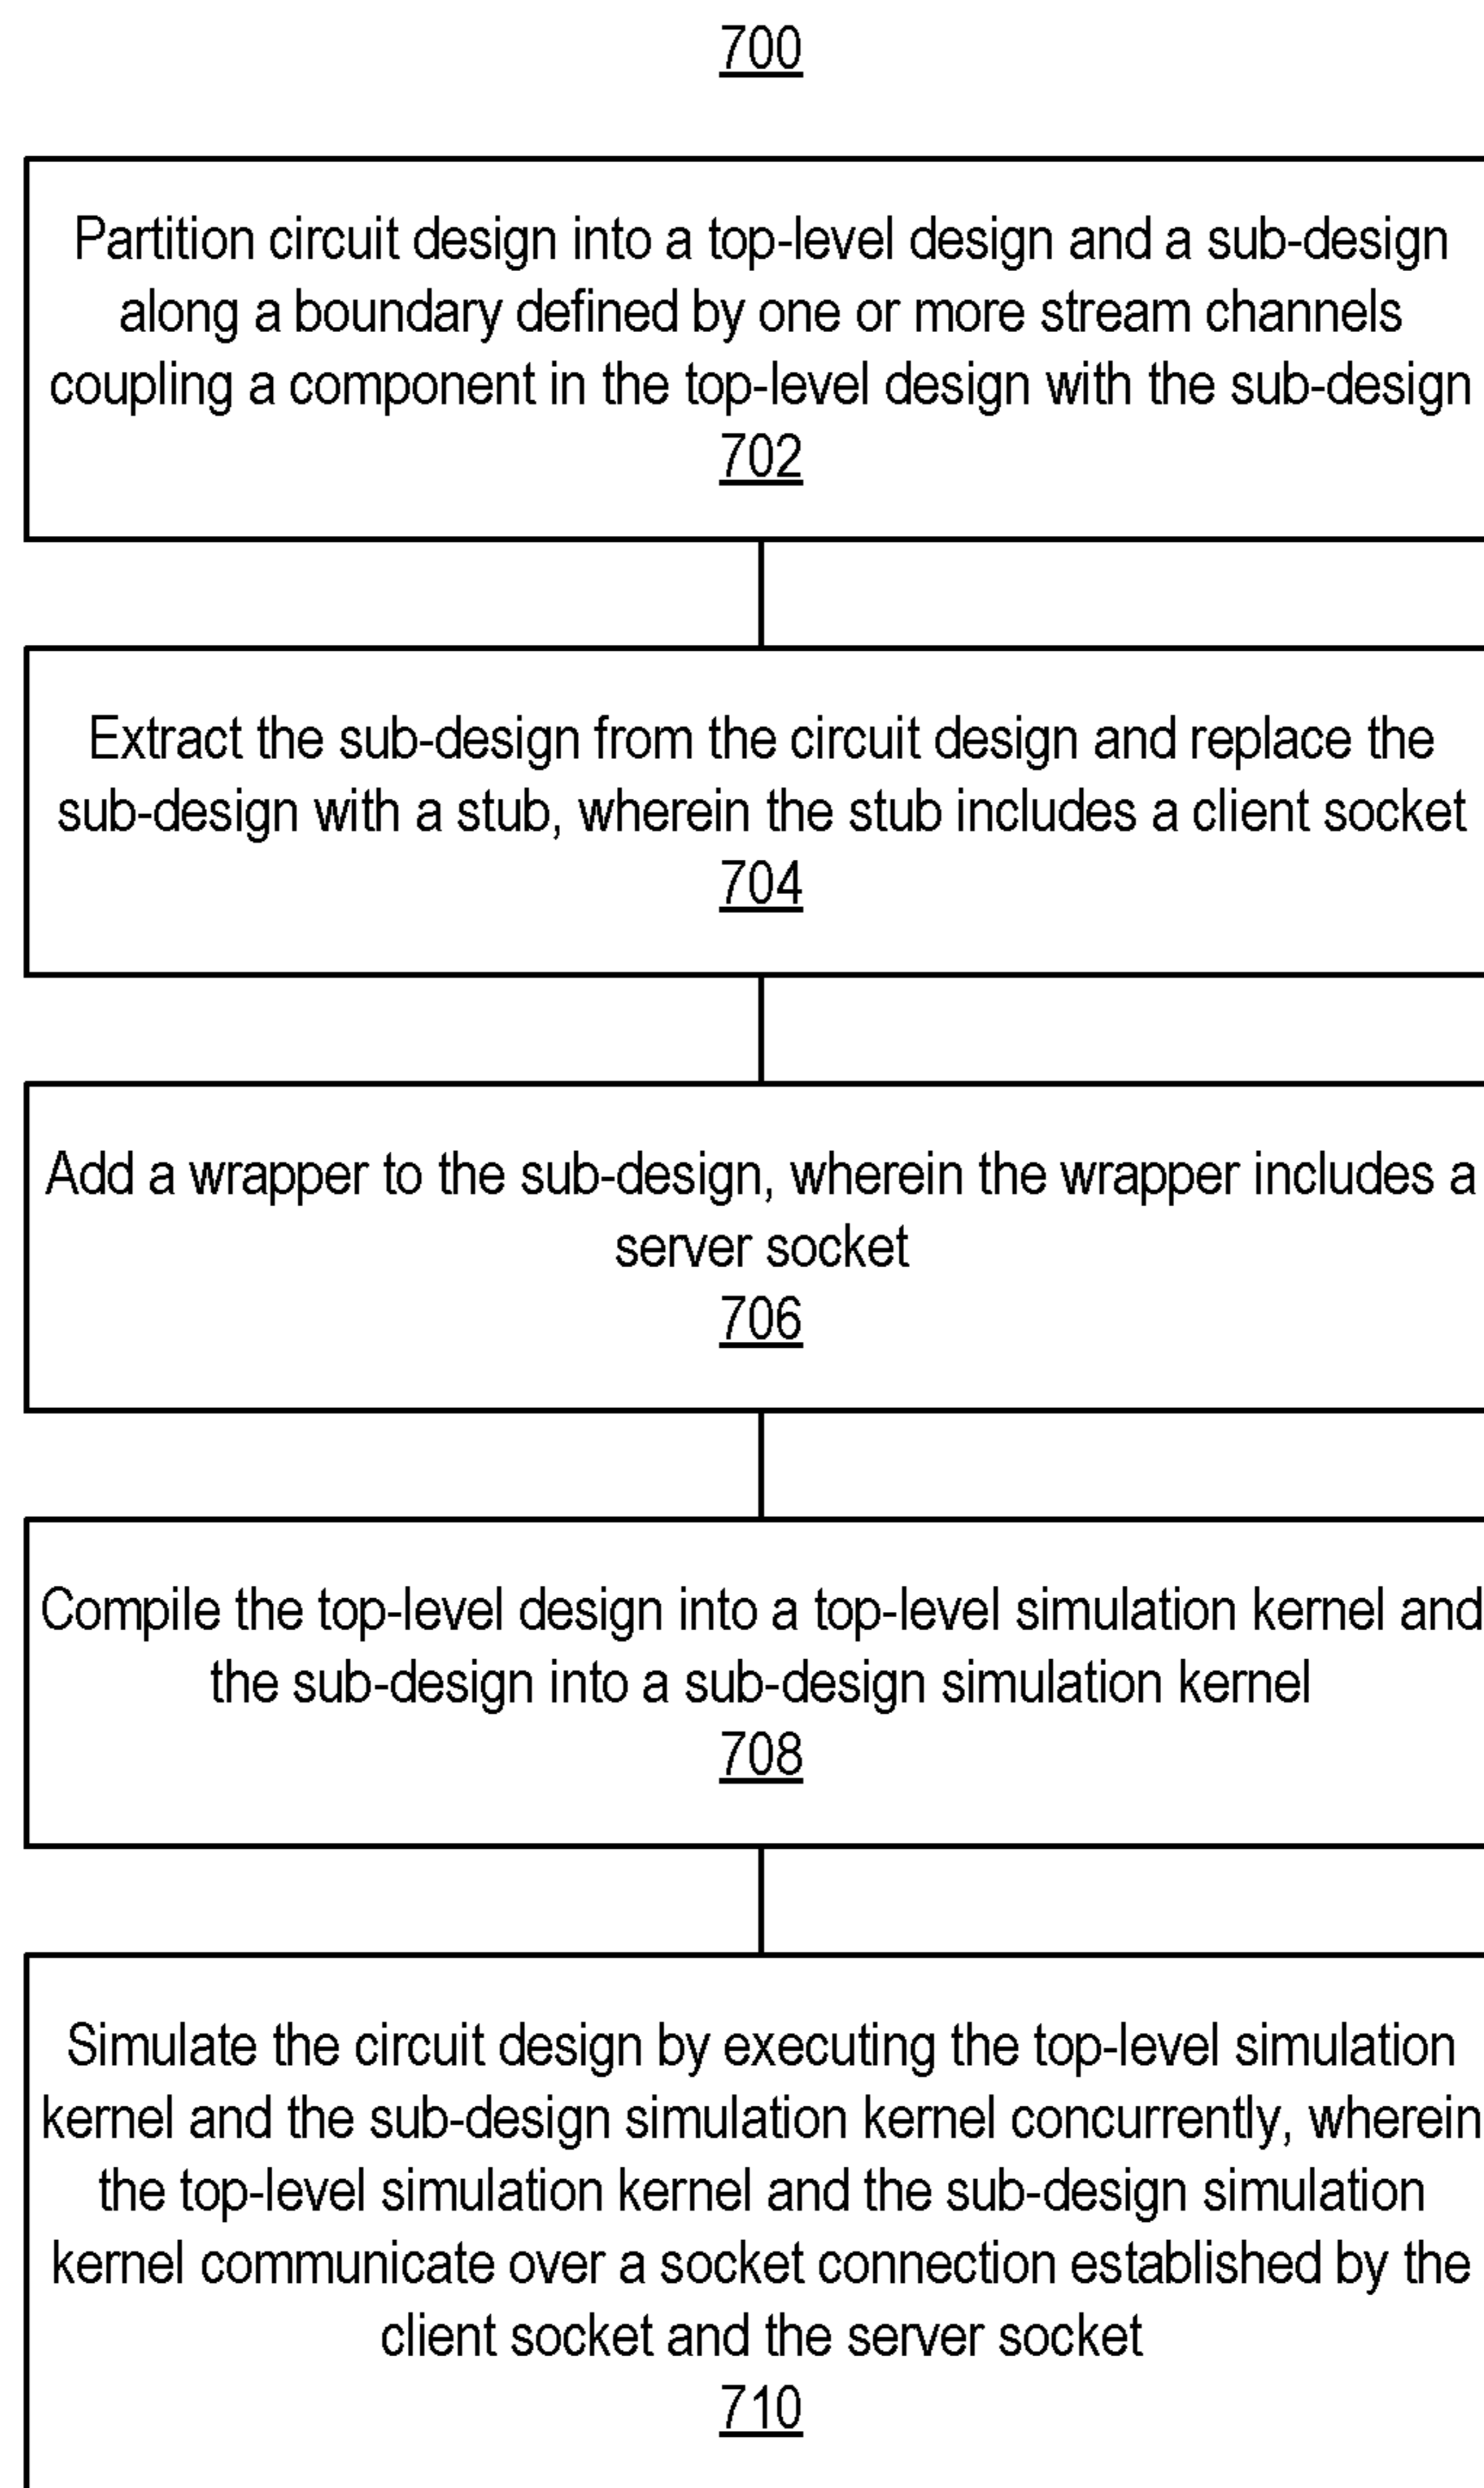 700
Partition circuit design into a top-level design and a sub-design
along a boundary defined by one or more stream channels
coupling a component in the top-level design with the sub-design
702
Extract the sub-design from the circuit design and replace the
sub-design with a stub, wherein the stub includes a client socket
704
Add a wrapper to the sub-design, wherein the wrapper includes a
server socket
706
Compile the top-level design into a top-level simulation kernel and
the sub-design into a sub-design simulation kernel
708
Simulate the circuit design by executing the top-level simulation
kernel and the sub-design simulation kernel concurrently, wherein
the top-level simulation kernel and the sub-design simulation
kernel communicate over a socket connection established by the
client socket and the server socket
710